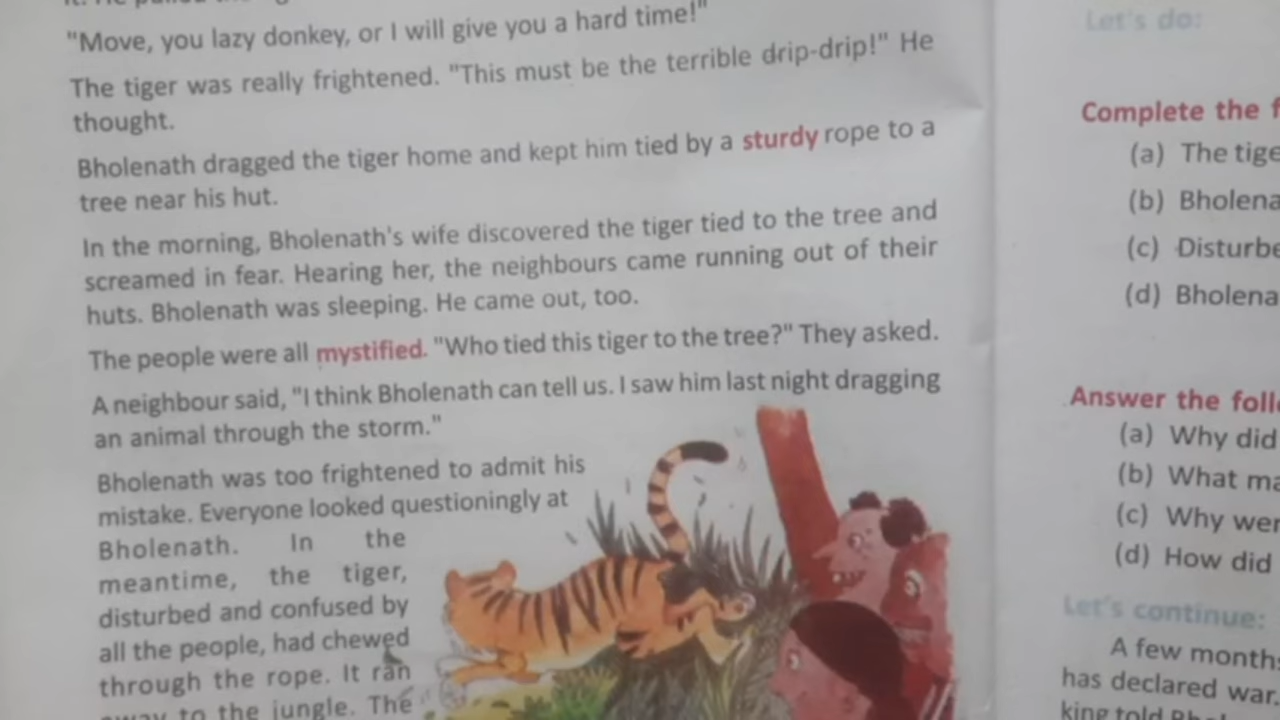 "Move, you lazy donkey, or I will give you a hard time!"
The tiger was really frightened. "This must be the terrible drip-drip!" He
thought.
Bholenath dragged the tiger home and kept him tied by a sturdy rope to a
tree near his hut.
In the morning, Bholenath's wife discovered the tiger tied to the tree and
screamed in fear. Hearing her, the neighbours came running out of their
huts. Bholenath was sleeping. He came out, too.
The people were all mystified. "Who tied this tiger to the tree?" They asked.
A neighbour said, "I think Bholenath can tell us. I saw him last night dragging
an animal through the storm."
Bholenath was too frightened to admit his
mistake. Everyone looked questioningly at
Bholenath. In the
meantime, the tiger,
disturbed and confused by
all the people, had chewed
through the rope. It ran
away to the jungle. The
Let's do:
Complete the
(a) The
(b)
(c)
(d)
Answer the
(a) Why did
(b) What
(c) Why
(d) How did
Let's continue:
A few
has declared war.
king told